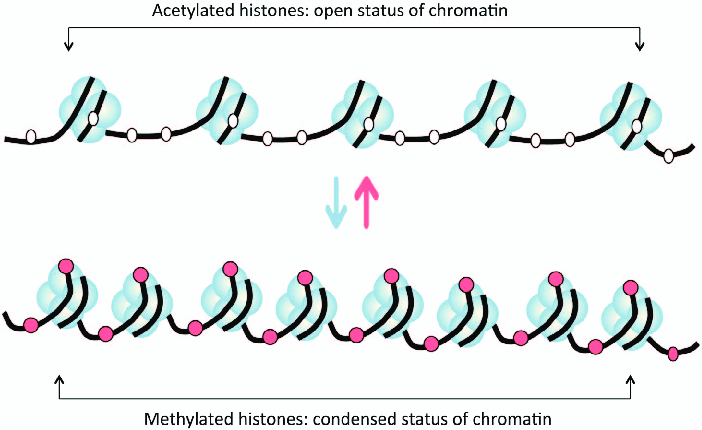 Acetylated histones: open status of chromatin
Methylated histones: condensed status of chromatin